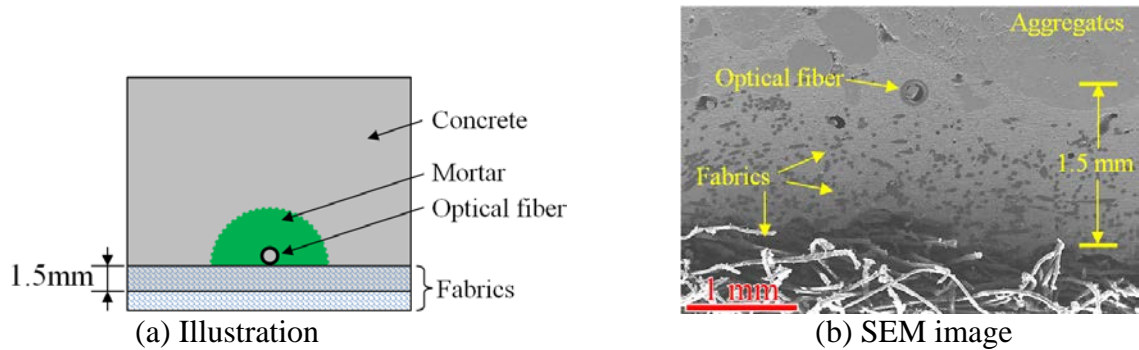 Concrete
Mortar
Optical fiber
1.5mm
Fabrics
(a) Illustration
Aggregates
Optical fiber
1.5 mm
Fabrics
1 mm
(b) SEM image